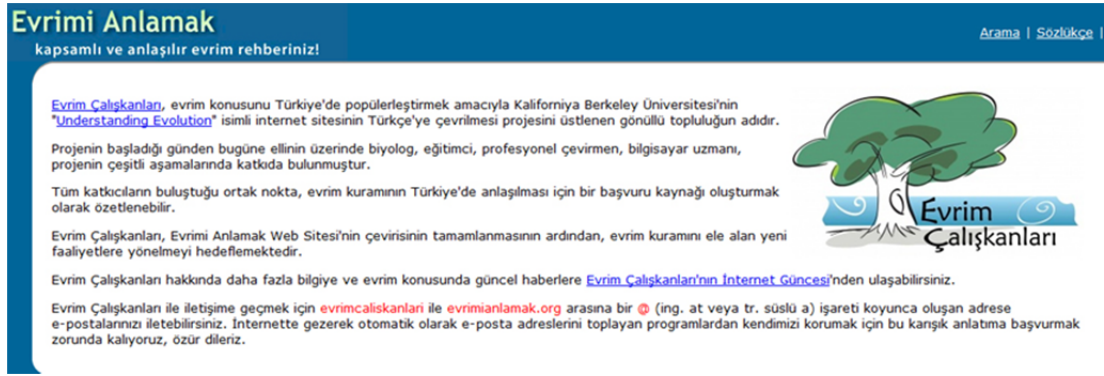 Evrimi Anlamak
kapsamlı ve anlaşılır evrim rehberiniz!
Arama | Sözlükçe |
Evrim Çalışkanları, evrim konusunu Türkiye'de popülerleştirmek amacıyla Kaliforniya Berkeley Üniversitesi'nin
"Understanding Evolution" isimli internet sitesinin Türkçe'ye çevrilmesi projesini üstlenen gönüllü topluluğun adıdır.
Projenin başladığı günden bugüne ellinin üzerinde biyolog, eğitimci, profesyonel çevirmen, bilgisayar uzmanı,
projenin çeşitli aşamalarında katkıda bulunmuştur.
Tüm katkıcıların buluştuğu ortak nokta, evrim kuramının Türkiye'de anlaşılması için bir başvuru kaynağı oluşturmak
olarak özetlenebilir.
Evrim Çalışkanları, Evrimi Anlamak Web Sitesi'nin çevirisinin tamamlanmasının ardından, evrim kuramını ele alan yeni
faaliyetlere yönelmeyi hedeflemektedir.
Evrim Çalışkanları
Evrim Çalışkanları hakkında daha fazla bilgiye ve evrim konusunda güncel haberlere Evrim Çalışkanları'nın İnternet Güncesi'nden ulaşabilirsiniz.
Evrim Çalışkanları ile iletişime geçmek için evrimcaliskanlari ile evrimianlamak.org arasına bir @ (ing. at veya tr. süslü a) işareti koyunca oluşan adrese
e-postalarınızı iletebilirsiniz. İnternette gezerek otomatik olarak e-posta adreslerini toplayan programlardan kendimizi korumak için bu karışık anlatıma başvurmak
zorunda kalıyoruz, özür dileriz.